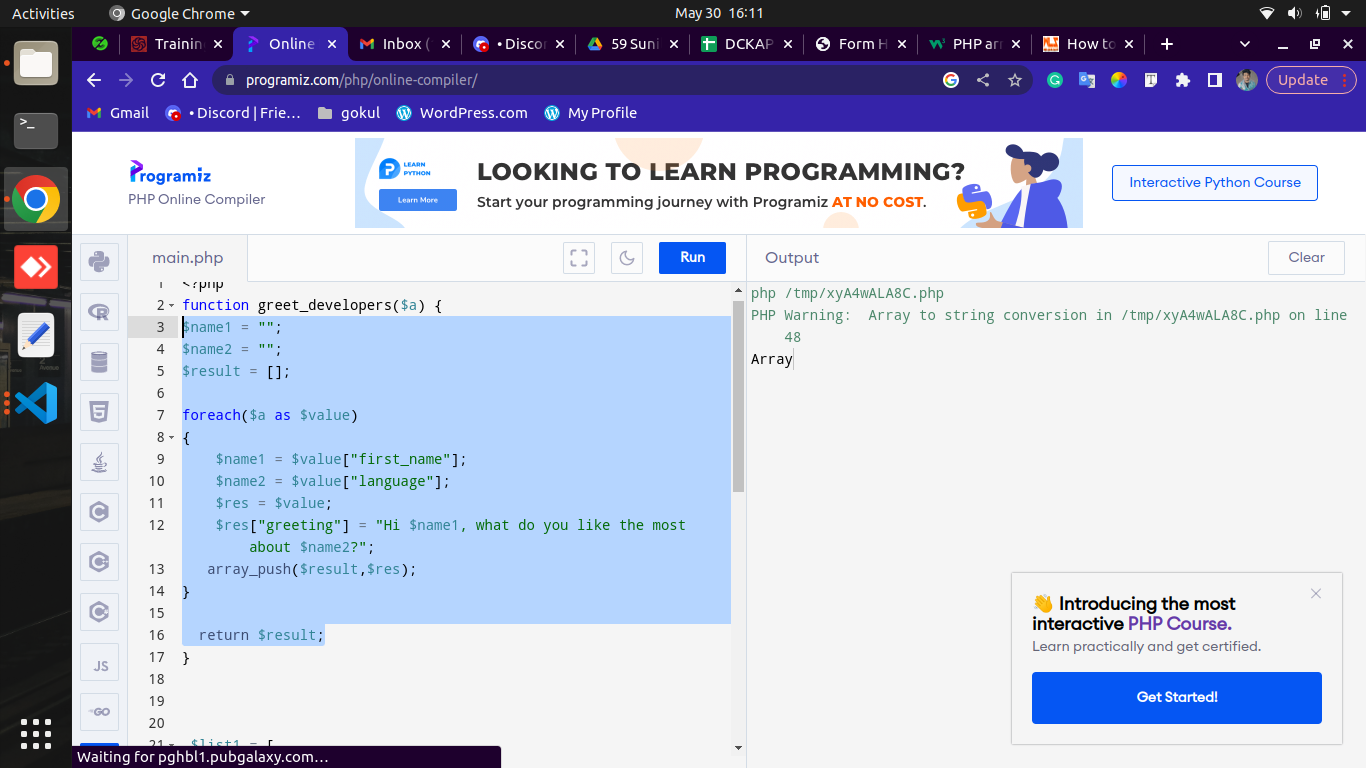 Activities
Google Chrome
May 30 16:11
Trainin
Online
Inbox (
• Discor
59 Sun
DCKAP
Form H
PHP arr
How to
programiz.com/php/online-compiler/
Update
Gmail
• Discord | Frie…
gokul
WordPress.com
My Profile
Programiz
PHP Online Compiler
LEARN
PYTHON
Learn More
LOOKING TO LEARN PROGRAMMING?
Start your programming journey with Programiz AT NO COST.
Interactive Python Course
main.php
Run
Output
Clear
1 <?php
2 function greet_developers($a) {
3 $name1 = "";
4 $name2 = "";
5 $result = [];
6
7 foreach($a as $value)
8 {
9 $name1 = $value["first_name"];
10 $name2 = $value["language"];
11 $res = $value;
12 $res["greeting"] = "Hi $name1, what do you like the most
about $name2?";
13 array_push($result,$res);
14 }
15
16 return $result;
17 }
18
19
20
21 $list1 = [
php /tmp/xyA4wALA8C.php
PHP Warning:  Array to string conversion in /tmp/xyA4wALA8C.php on line
48
Array
JS
GO
👋 Introducing the most
interactive PHP Course.
Learn practically and get certified.
Get Started!
Waiting for pghbl1.pubgalaxy.com…